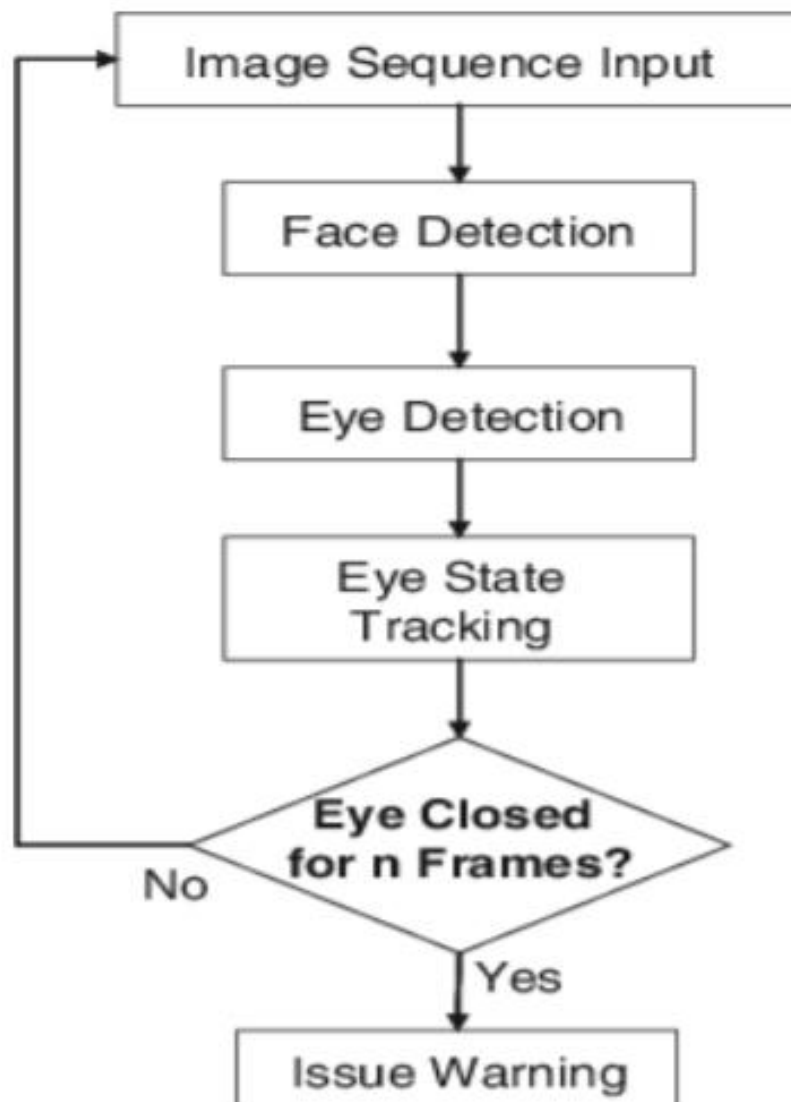 Image Sequence Input
Face Detection
Eye Detection
Eye State
Tracking
Eye Closed
for n Frames?
No
Yes
Issue Warning